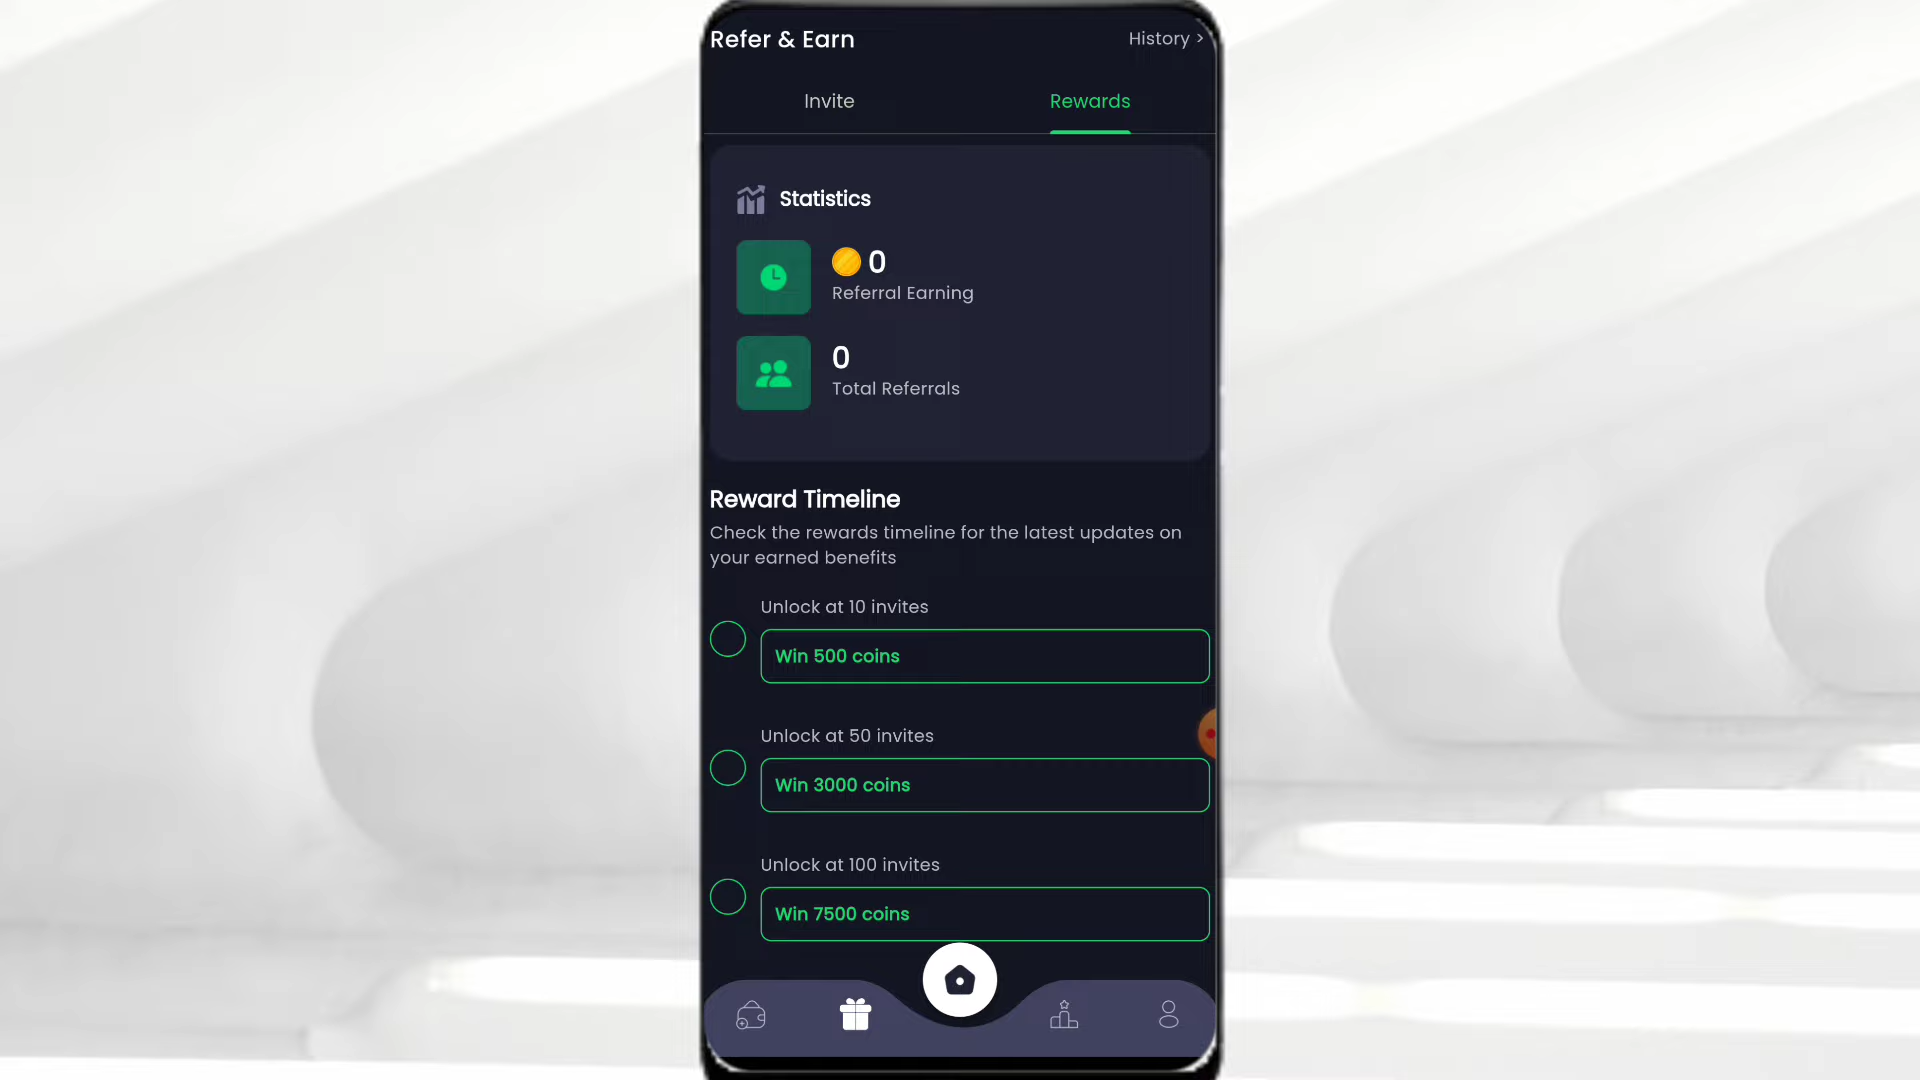 Refer & Earn
History >
Invite
Rewards
Statistics
0
Referral Earning
0
Total Referrals
Reward Timeline
Check the rewards timeline for the latest updates on
your earned benefits
Unlock at 10 invites
Win 500 coins
Unlock at 50 invites
Win 3000 coins
Unlock at 100 invites
Win 7500 coins